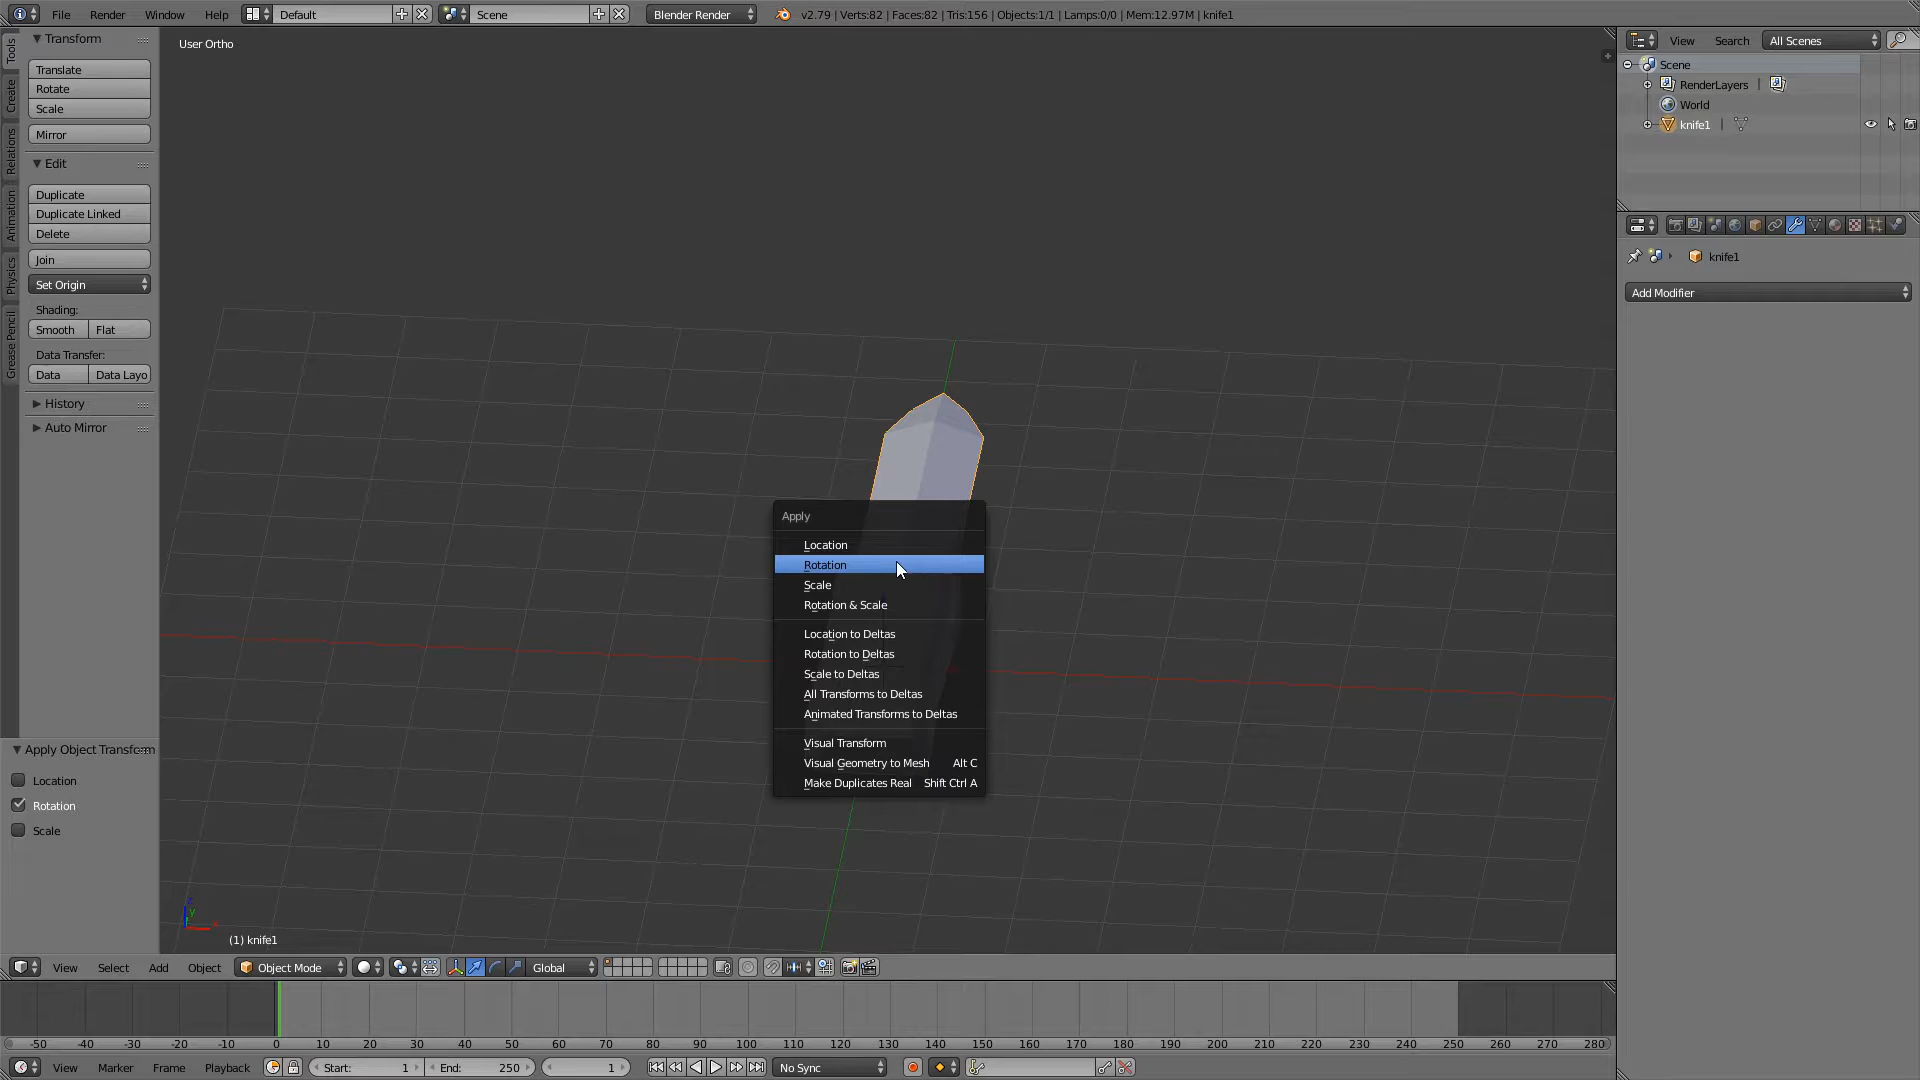 File Render Window Help Default Scene Blender Render v2.79 | Verts:82 | Faces:82 | Tris:156 | Objects:1/1 | Lamps:0/0 | Mem:12.97M | knife1
Tools
Create
Relations
Animation
Physics
Grease Pencil
Transform
Translate
Rotate
Scale
Mirror
Edit
Duplicate
Duplicate Linked
Delete
Join
Set Origin
Shading:
Smooth Flat
Data Transfer:
Data Data Layo
History
Auto Mirror
Apply Object Transform
Location
Rotation
Scale
User Ortho
Apply
Location
Rotation
Scale
Rotation & Scale
Location to Deltas
Rotation to Deltas
Scale to Deltas
All Transforms to Deltas
Animated Transforms to Deltas
Visual Transform
Visual Geometry to Mesh Alt C
Make Duplicates Real Shift Ctrl A
z
y
x
(1) knife1
View Search All Scenes
Scene
RenderLayers
World
knife1
knife1
Add Modifier
View Select Add Object Object Mode Global
-50 -40 -30 -20 -10 0 10 20 30 40 50 60 70 80 90 100 110 120 130 140 150 160 170 180 190 200 210 220 230 240 250 260 270 280
View Marker Frame Playback Start: 1 End: 250 1 No Sync